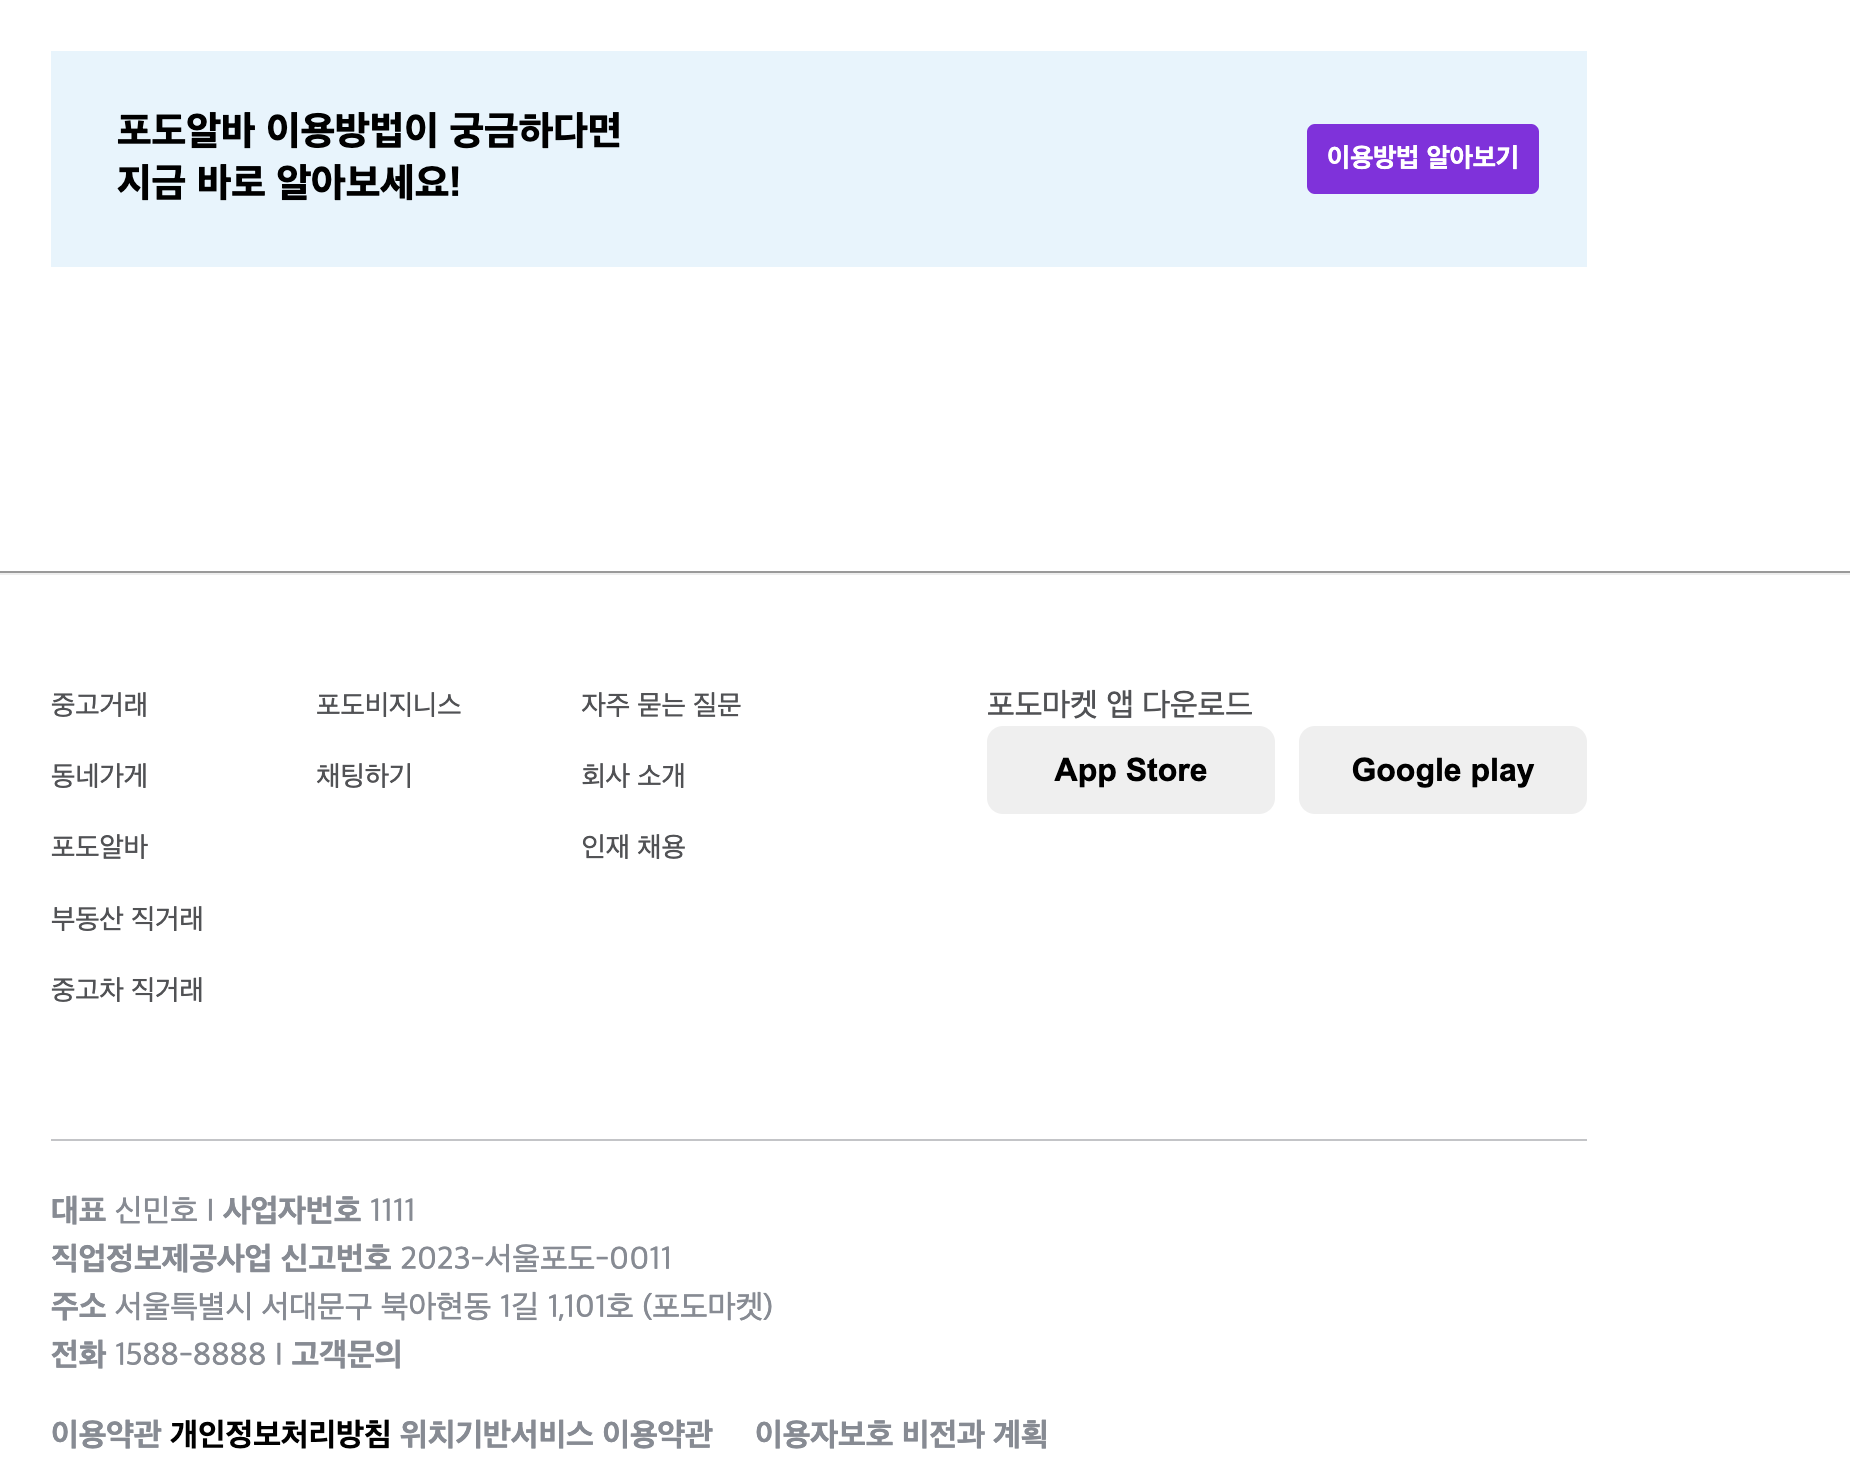 포도알바 이용방법이 궁금하다면
지금 바로 알아보세요!
이용방법 알아보기
중고거래
동네가게
포도알바
부동산 직거래
중고차 직거래
포도비지니스
채팅하기
자주 묻는 질문
회사 소개
인재 채용
포도마켓 앱 다운로드
App Store
Google play
대표 신민호 | 사업자번호 1111
직업정보제공사업 신고번호 2023-서울포도-0011
주소 서울특별시 서대문구 북아현동 1길 1,101호 (포도마켓)
전화 1588-8888 | 고객문의
이용약관 개인정보처리방침 위치기반서비스 이용약관 이용자보호 비전과 계획